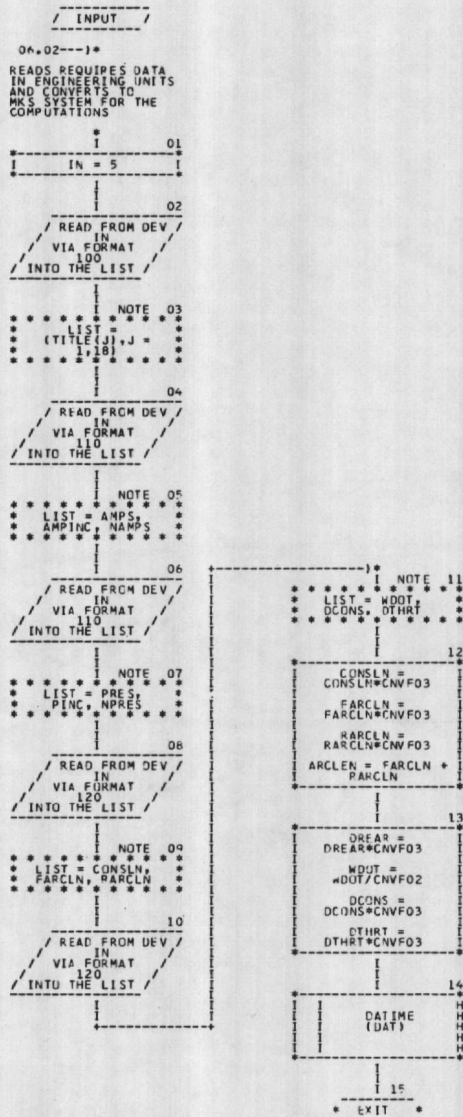 / INPUT /
06.02--->*
READS REQUIPES DATA
IN ENGINEERING UNITS
AND CONVERTS TO
MKS SYSTEM FOR THE
COMPUTATIONS
01
IN = 5
02
/ READ FROM DEV /
IN
VIA FORMAT
100
/ INTO THE LIST /
NOTE 03
LIST =
(TITLE(J),J =
1,18)
04
/ READ FROM DEV /
IN
VIA FORMAT
110
/ INTO THE LIST /
NOTE 05
LIST = AMPS,
AMPINC, NAMPS
06
/ READ FROM DEV /
IN
VIA FORMAT
110
/ INTO THE LIST /
NOTE 07
LIST = PRES,
PINC, NPRES
08
/ READ FROM DEV /
IN
VIA FORMAT
120
/ INTO THE LIST /
NOTE 09
LIST = CONSLN,
FARCLN, RARCLN
10
/ READ FROM DEV /
IN
VIA FORMAT
120
/ INTO THE LIST /
NOTE 11
LIST = WDOT,
DCONS, DTHRT
12
CONSLN =
CONSLN*CNVF03
FARCLN =
FARCLN*CNVF03
RARCLN =
RARCLN*CNVF03
ARCLEN = FARCLN +
RARCLN
13
DREAR =
DREAR*CNVF03
WDOT =
WDOT/CNVF02
DCONS =
DCONS*CNVF03
DTHRT =
DTHRT*CNVF03
14
DATIME
(DAT)
15
* EXIT *